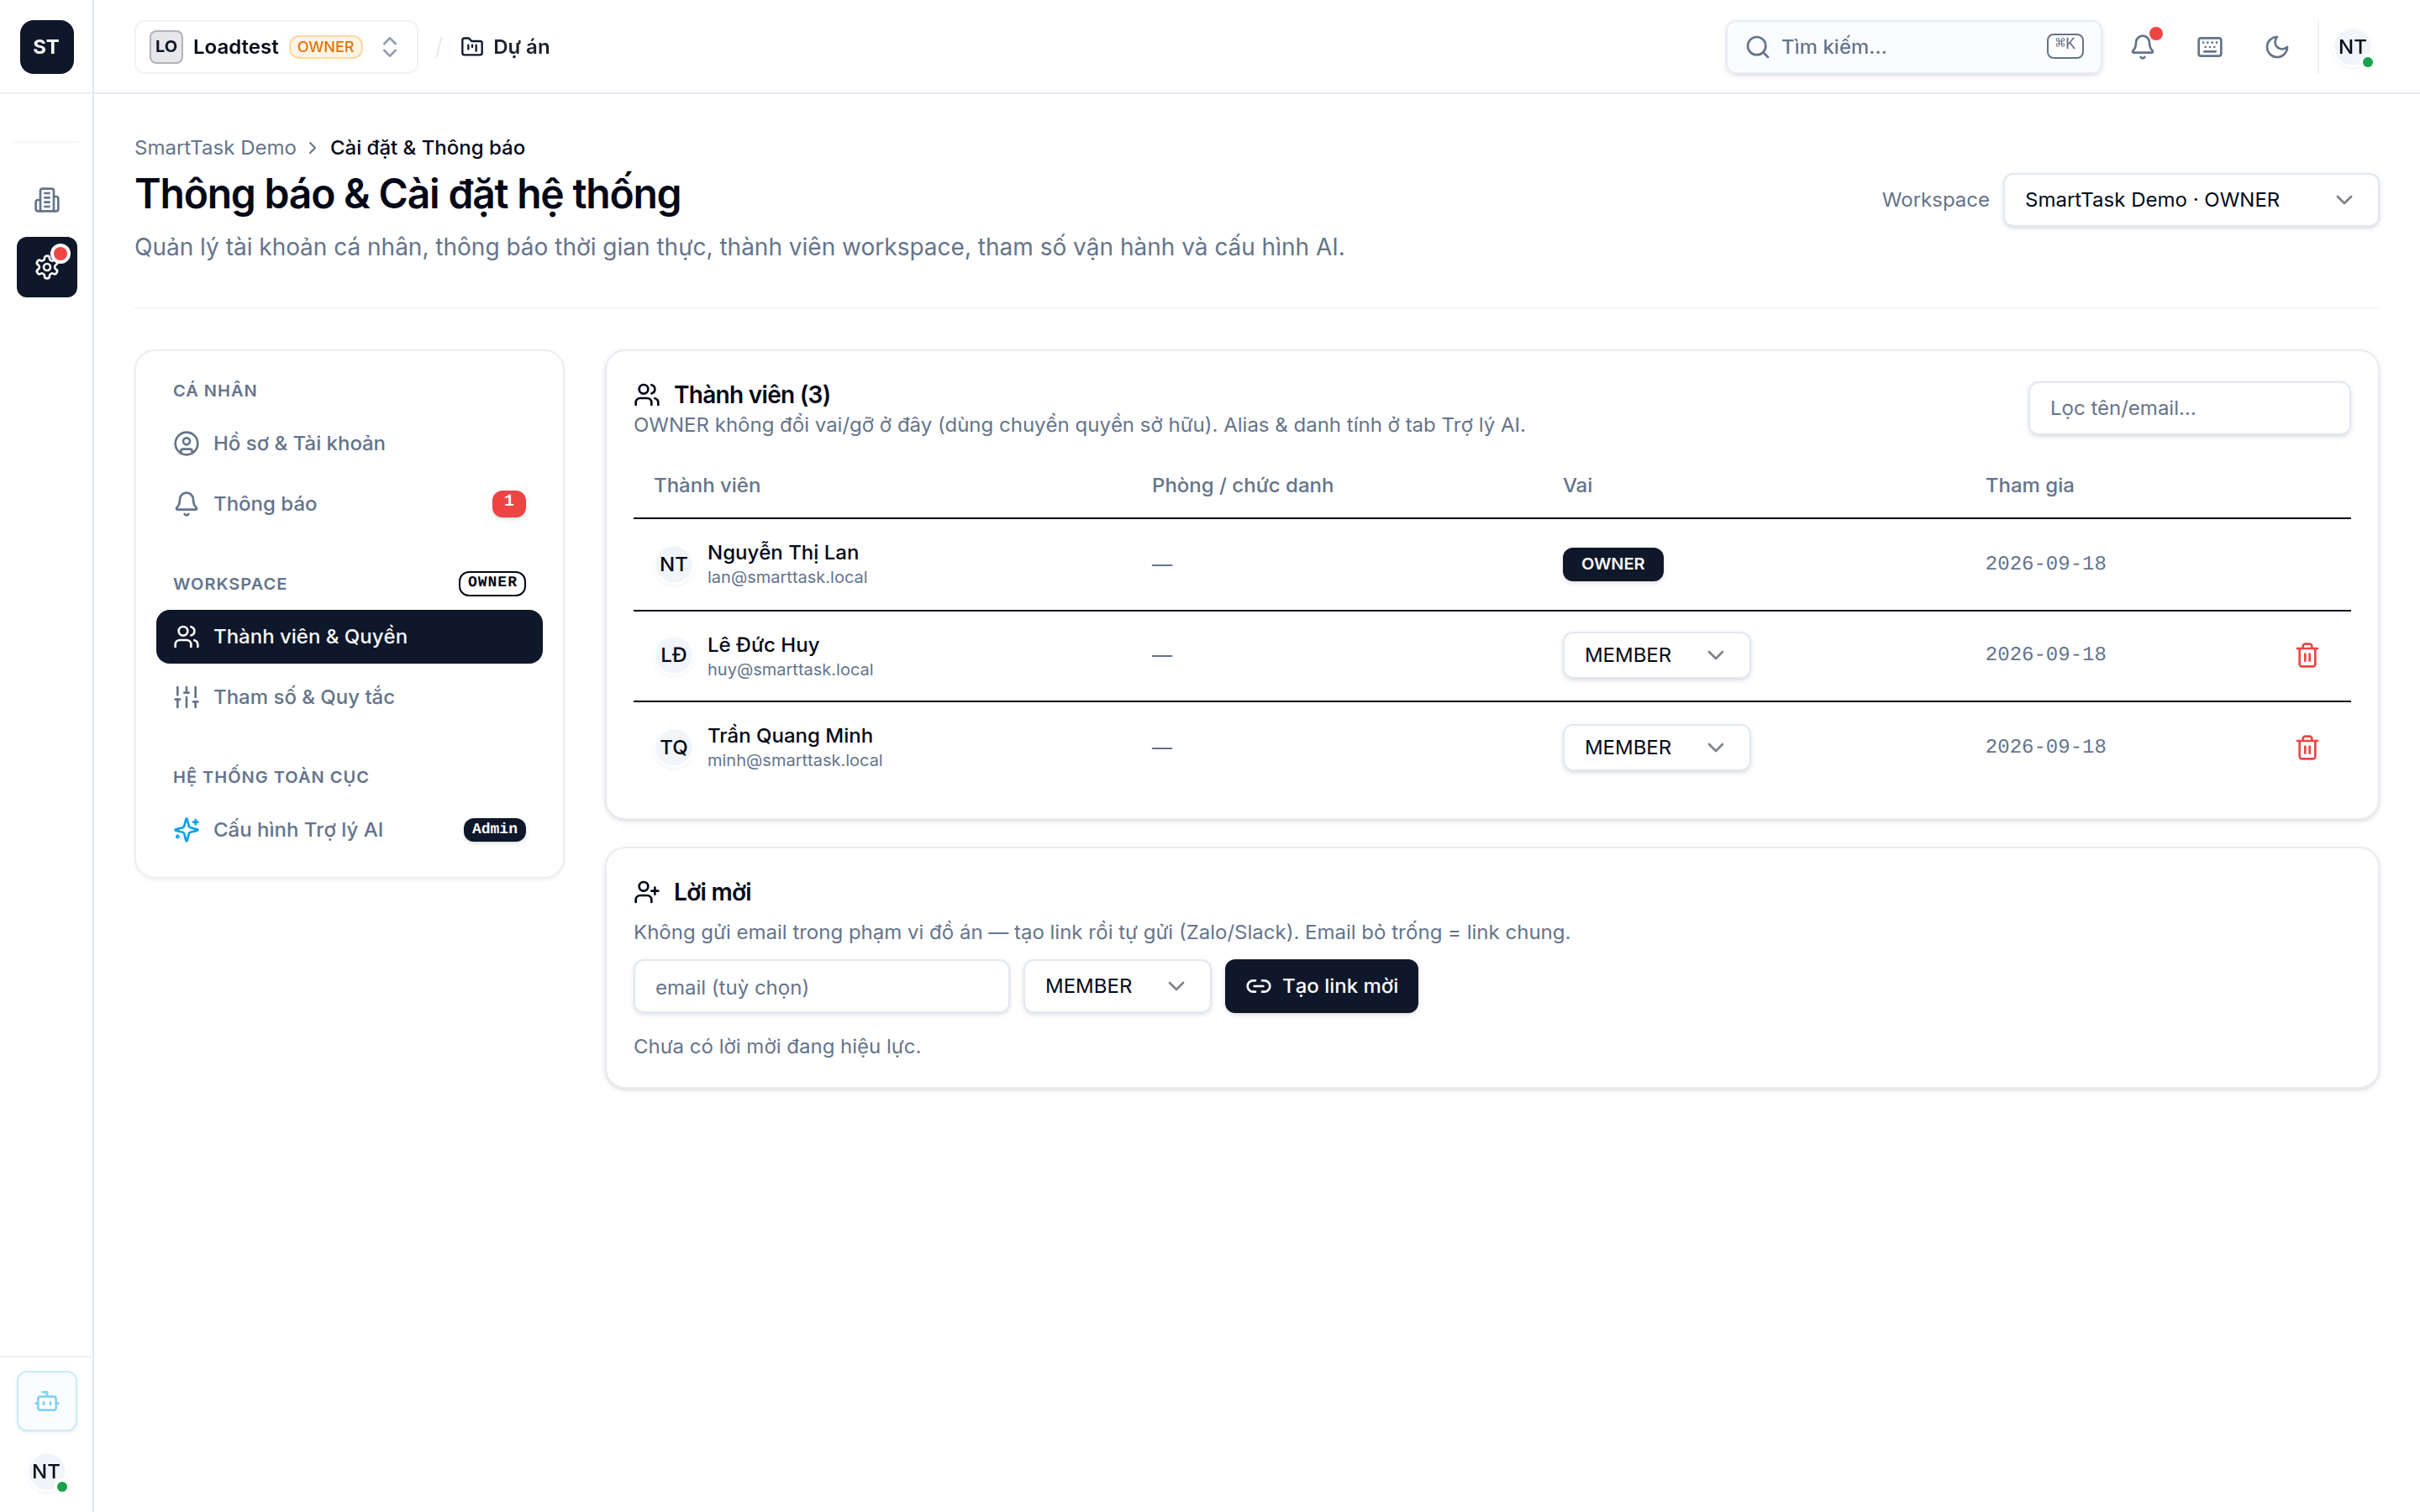 ST
LO Loadtest OWNER / Dự án
Tìm kiếm... ⌘K
NT
SmartTask Demo > Cài đặt & Thông báo
Thông báo & Cài đặt hệ thống
Workspace SmartTask Demo · OWNER
Quản lý tài khoản cá nhân, thông báo thời gian thực, thành viên workspace, tham số vận hành và cấu hình AI.
CÁ NHÂN
Hồ sơ & Tài khoản
Thông báo 1
WORKSPACE OWNER
Thành viên & Quyền
Tham số & Quy tắc
HỆ THỐNG TOÀN CỤC
Cấu hình Trợ lý AI Admin
Thành viên (3)
OWNER không đổi vai/gỡ ở đây (dùng chuyển quyền sở hữu). Alias & danh tính ở tab Trợ lý AI.
Lọc tên/email...
Thành viên Phòng / chức danh Vai Tham gia
NT Nguyễn Thị Lan — OWNER 2026-09-18
lan@smarttask.local
LĐ Lê Đức Huy — MEMBER 2026-09-18
huy@smarttask.local
TQ Trần Quang Minh — MEMBER 2026-09-18
minh@smarttask.local
Lời mời
Không gửi email trong phạm vi đồ án — tạo link rồi tự gửi (Zalo/Slack). Email bỏ trống = link chung.
email (tuỳ chọn) MEMBER Tạo link mời
Chưa có lời mời đang hiệu lực.
NT